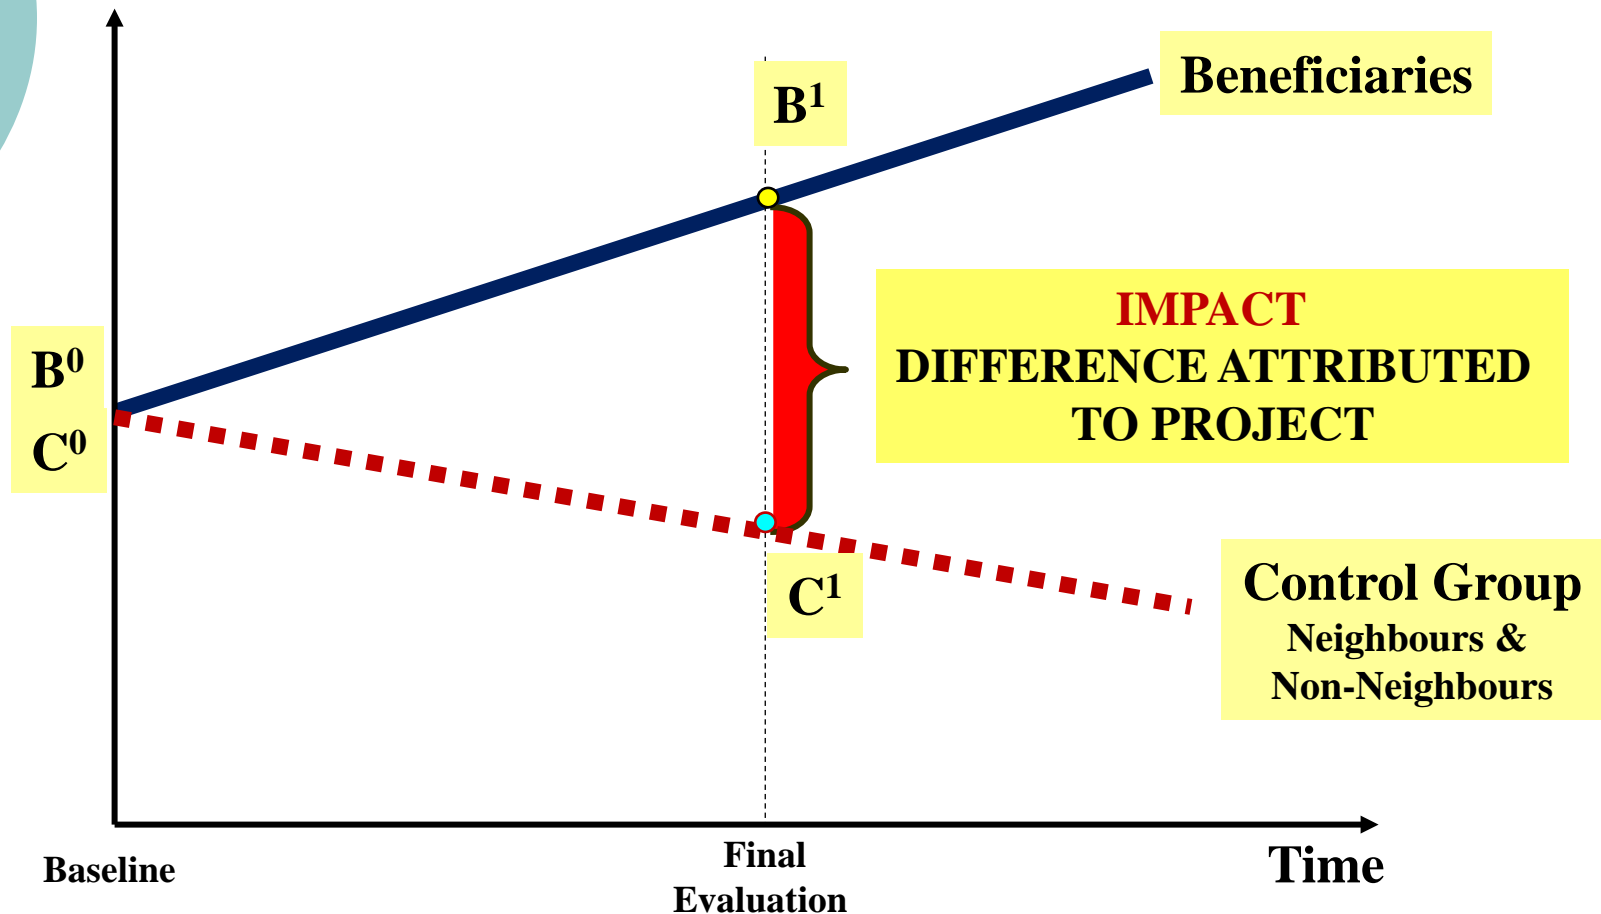 B¹
Beneficiaries
B⁰
C⁰
IMPACT
DIFFERENCE ATTRIBUTED
TO PROJECT
C¹
Control Group
Neighbours &
Non-Neighbours
Baseline
Final
Evaluation
Time